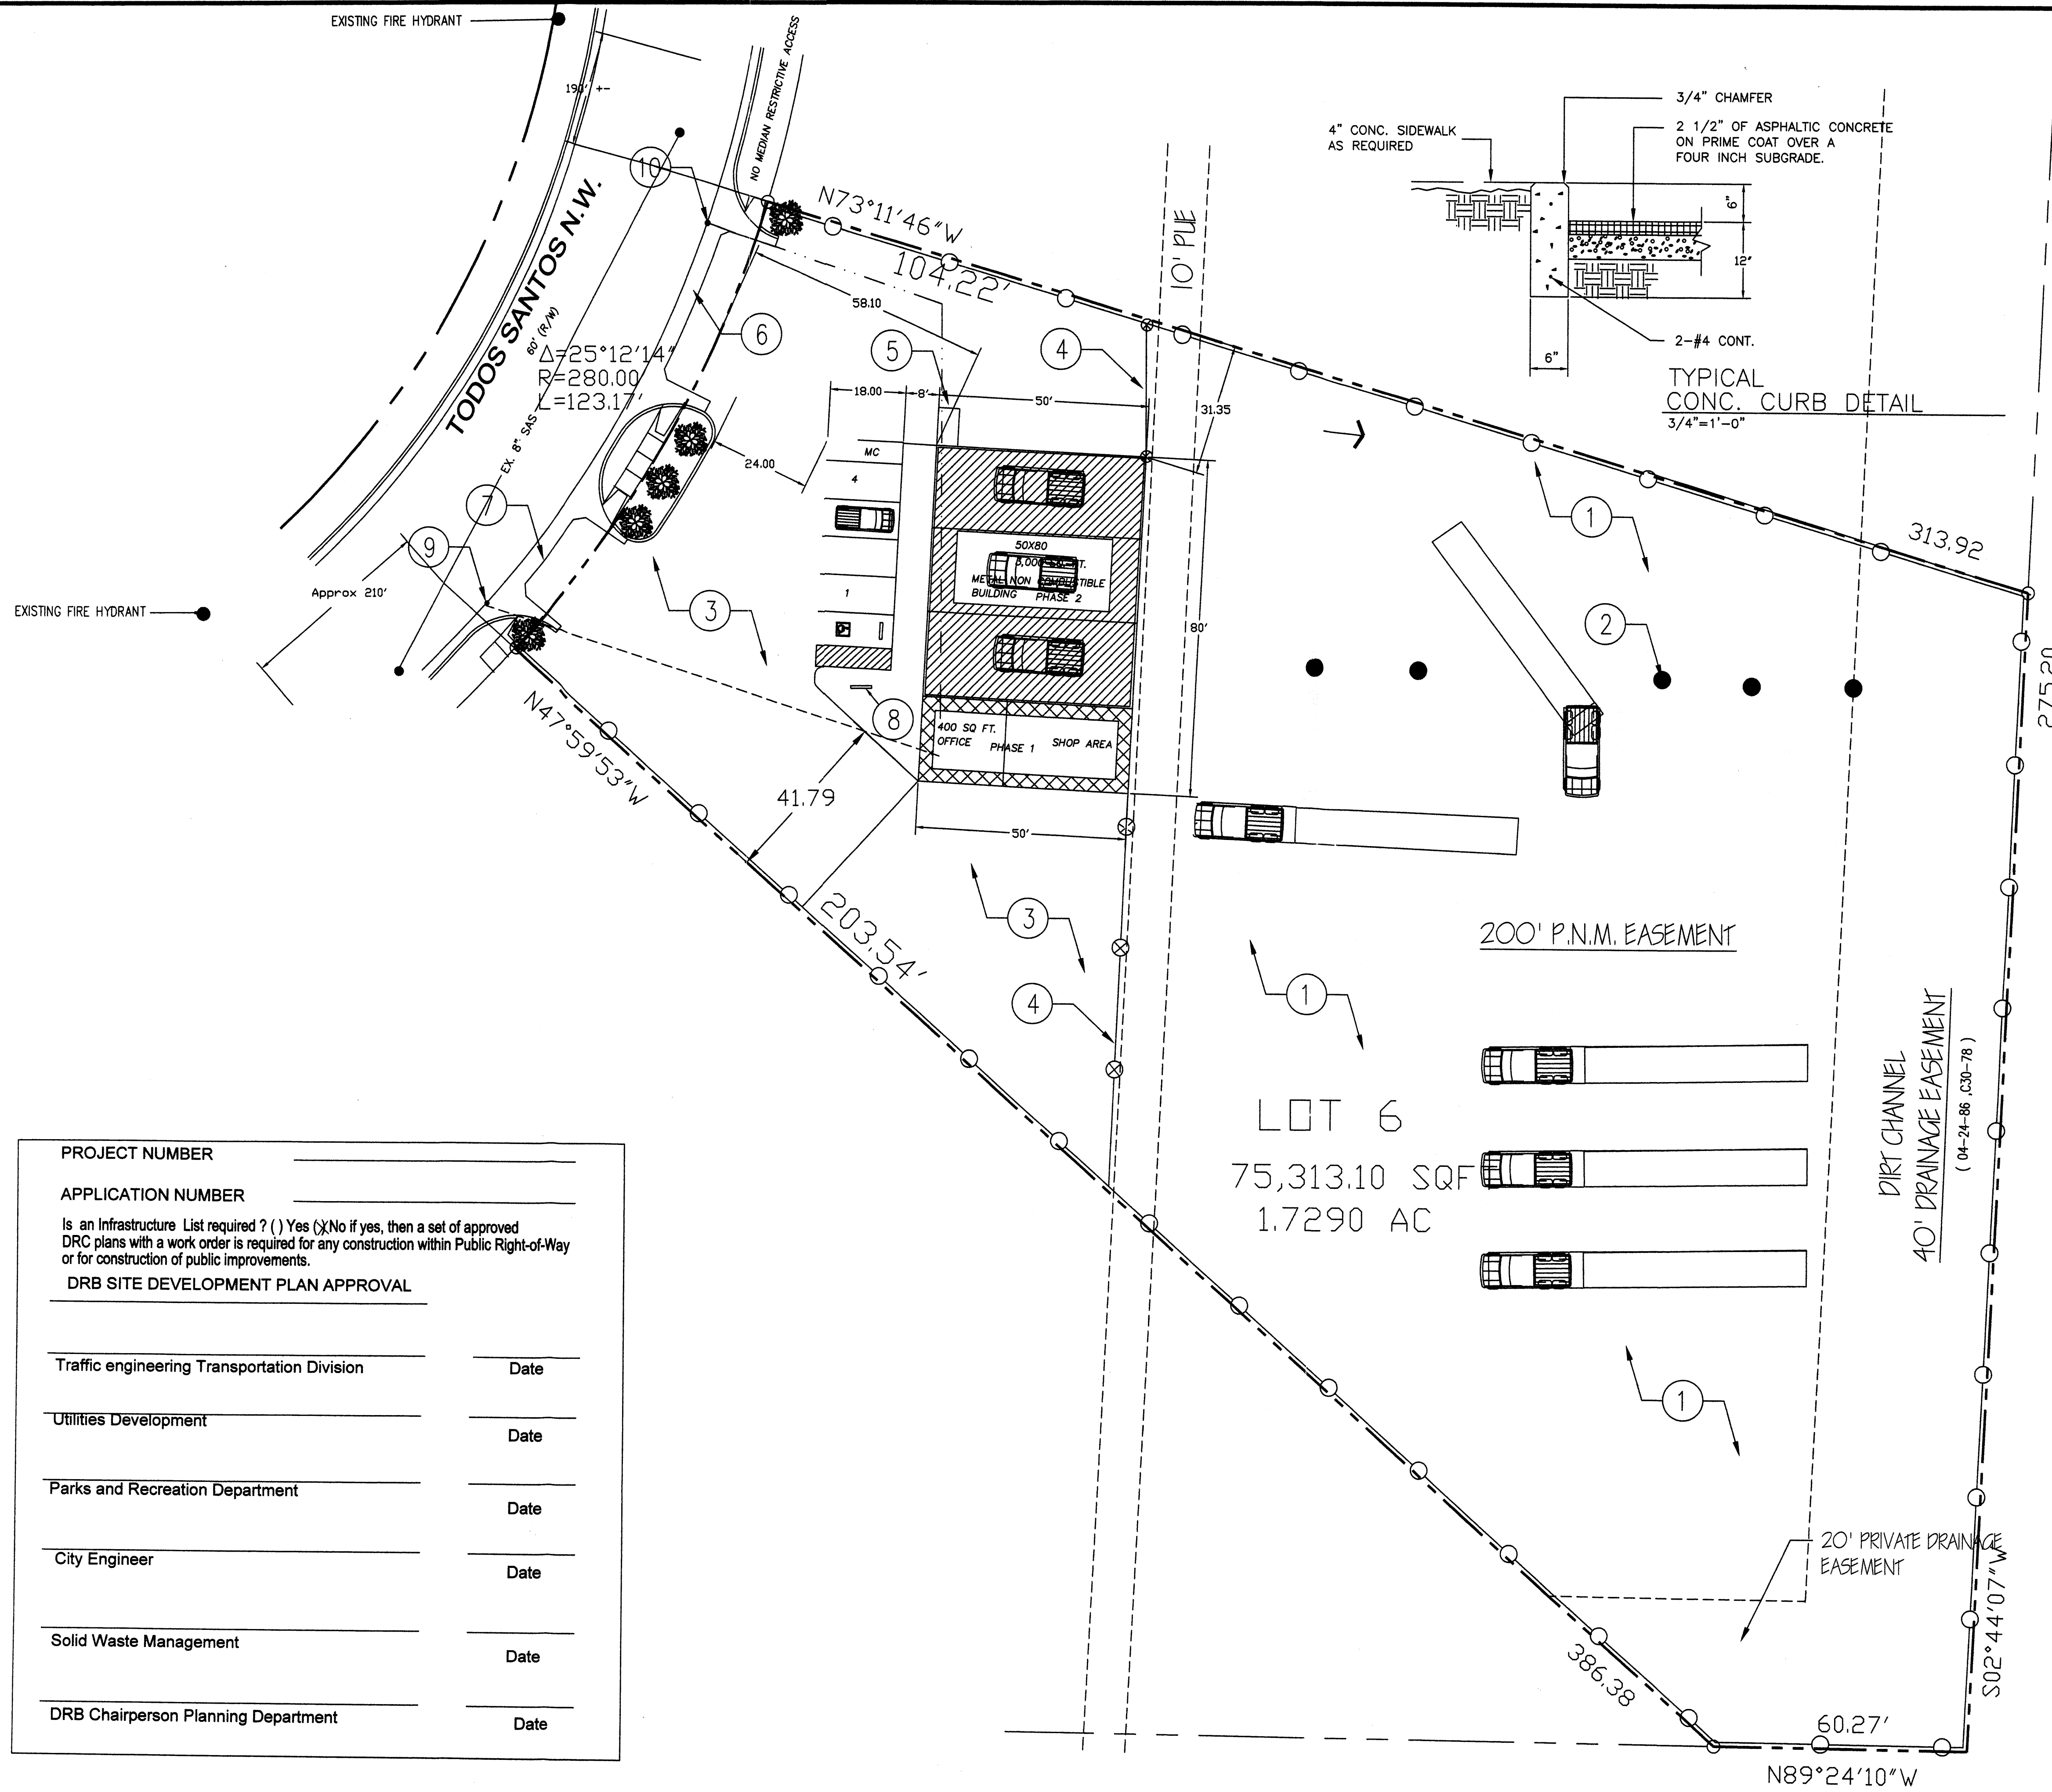 EXISTING FIRE HYDRANT
190' +-
NO MEDIAN RESTRICTIVE ACCESS
3/4" CHAMFER
4" CONC. SIDEWALK
AS REQUIRED
2 1/2" OF ASPHALTIC CONCRETE
ON PRIME COAT OVER A
FOUR INCH SUBGRADE.
6"
12"
2-#4 CONT.
6"
TYPICAL
CONC. CURB DETAIL
3/4"=1'-0"
10
TODOS SANTOS N.W.
60' (R/W)
N73°11'46"W
104.22'
10' PUE
58.10
6
5
4
Δ=25°12'14"
R=280.00
L=123.17'
EX. 8" SAS
18.00
8'
50'
31.35
24.00
MC
4
1
7
9
Approx 210'
EXISTING FIRE HYDRANT
3
1
2
313.92
275.20
50X80
3,000 SQ. FT.
METAL NON COMBUSTIBLE
BUILDING PHASE 2
80'
8
400 SQ FT.
OFFICE
PHASE 1
SHOP AREA
N47°59'53"W
41.79
50'
203.54'
3
4
1
200' P.N.M. EASEMENT
LOT 6
75,313.10 SQF
1.7290 AC
DIRT CHANNEL
40' DRAINAGE EASEMENT
( 04-24-86 ,C30-78 )
1
20' PRIVATE DRAINAGE
EASEMENT
S02°44'07"W
386.38
60.27'
N89°24'10"W
PROJECT NUMBER
APPLICATION NUMBER
Is an Infrastructure List required ? ( ) Yes (X) No if yes, then a set of approved
DRC plans with a work order is required for any construction within Public Right-of-Way
or for construction of public improvements.
DRB SITE DEVELOPMENT PLAN APPROVAL
Traffic engineering Transportation Division Date
Utilities Development Date
Parks and Recreation Department Date
City Engineer Date
Solid Waste Management Date
DRB Chairperson Planning Department Date